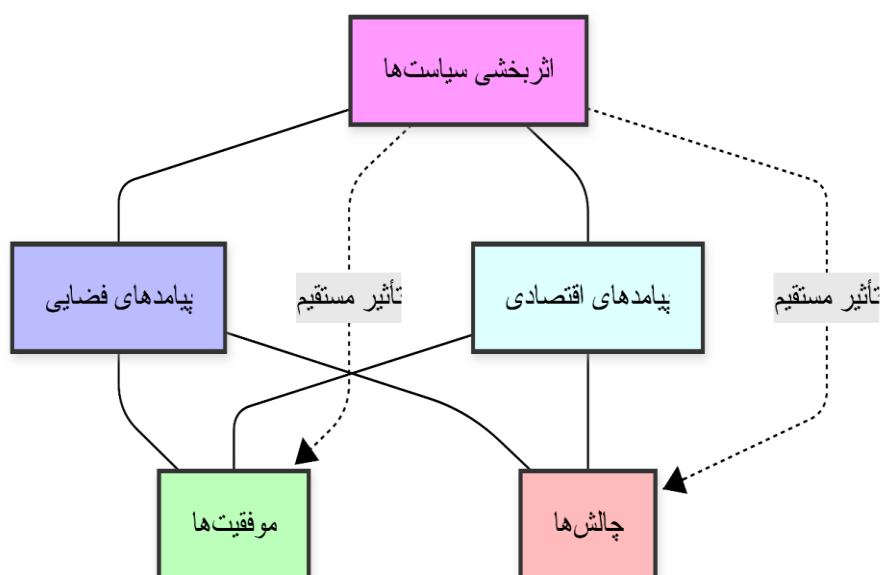 اثربخشی سیاست‌ها
پیامدهای فضایی
تأثیر مستقیم
پیامدهای اقتصادی
تأثیر مستقیم
موفقیت‌ها
چالش‌ها